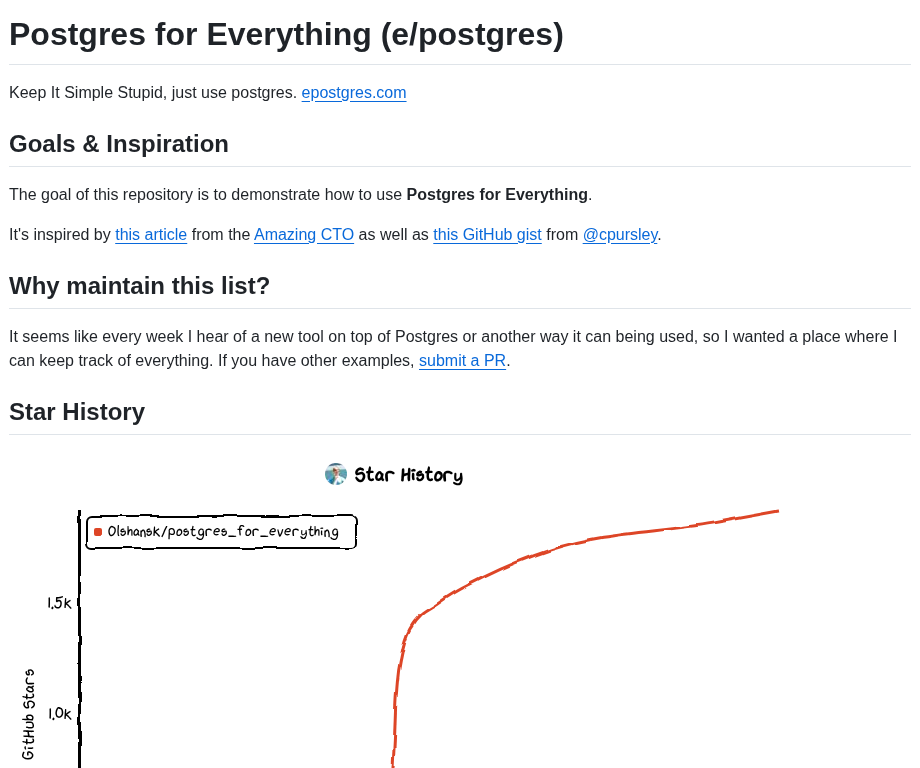 Postgres for Everything (e/postgres)
Keep It Simple Stupid, just use postgres. epostgres.com
Goals & Inspiration
The goal of this repository is to demonstrate how to use Postgres for Everything.
It's inspired by this article from the Amazing CTO as well as this GitHub gist from @cpursley.
Why maintain this list?
It seems like every week I hear of a new tool on top of Postgres or another way it can being used, so I wanted a place where I
can keep track of everything. If you have other examples, submit a PR.
Star History
Star History
Olshansk/postgres_for_everything
1.5k
1.0k
GitHub Stars